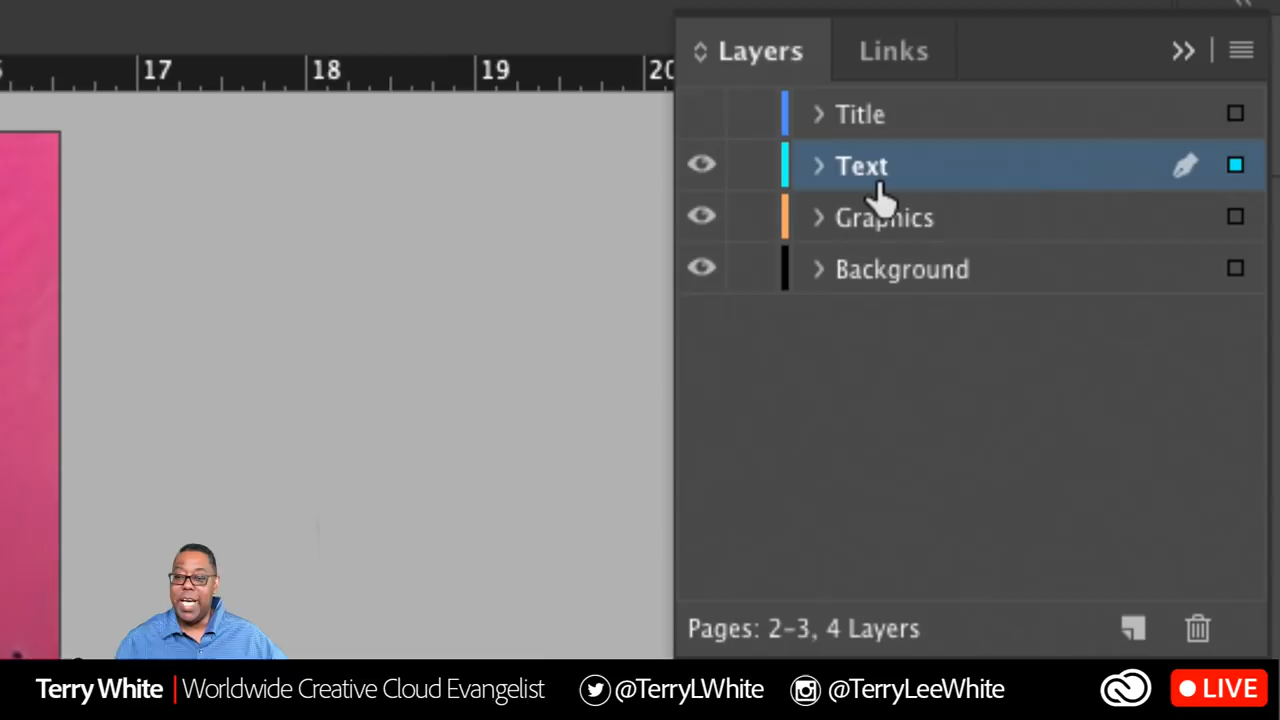 17 18 19 20
Layers Links
Title
Text
Graphics
Background
Pages: 2-3, 4 Layers
Terry White | Worldwide Creative Cloud Evangelist @TerryLWhite @TerryLeeWhite LIVE